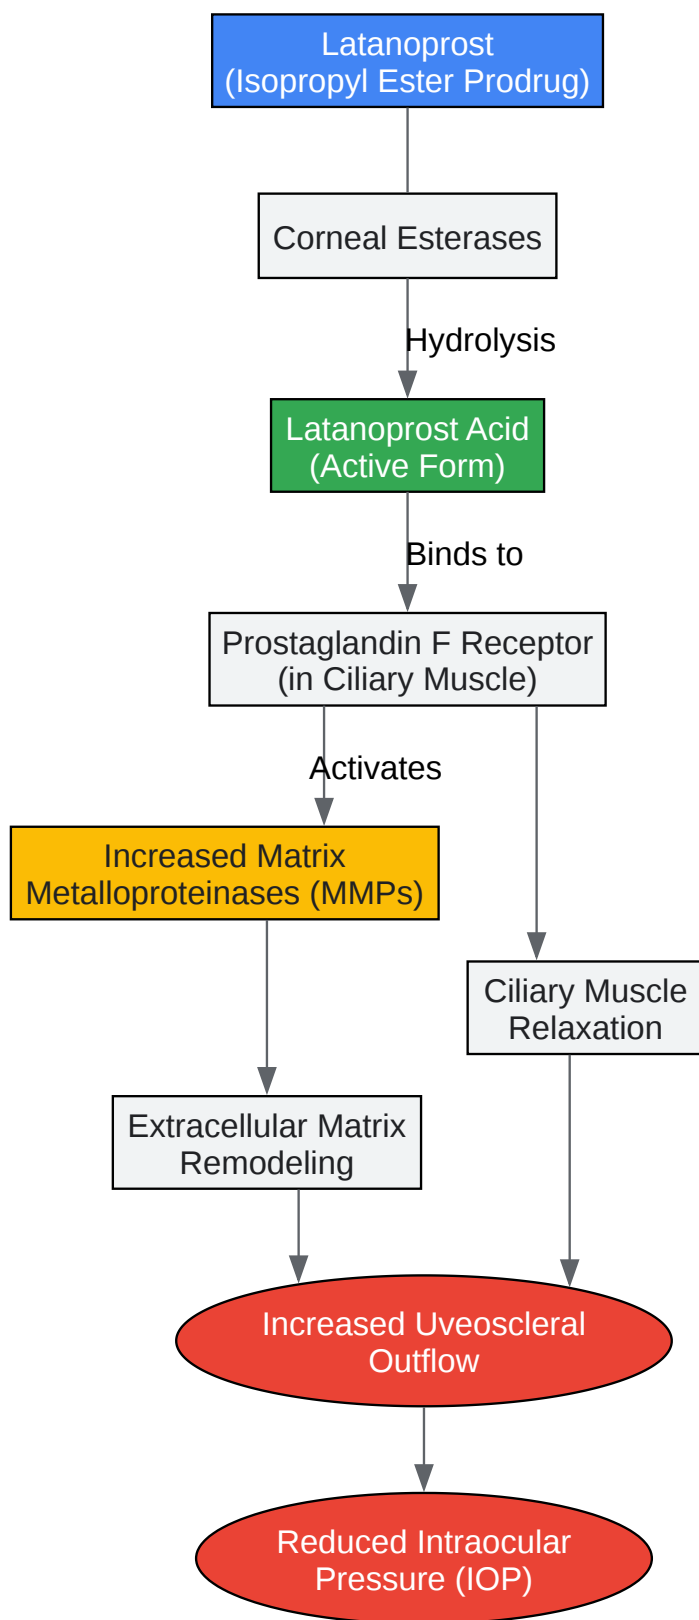 Latanoprost
(Isopropyl Ester Prodrug)
Corneal Esterases
Hydrolysis
Latanoprost Acid
(Active Form)
Binds to
Prostaglandin F Receptor
(in Ciliary Muscle)
Activates
Increased Matrix
Metalloproteinases (MMPs)
Ciliary Muscle
Relaxation
Extracellular Matrix
Remodeling
Increased Uveoscleral
Outflow
Reduced Intraocular
Pressure (IOP)